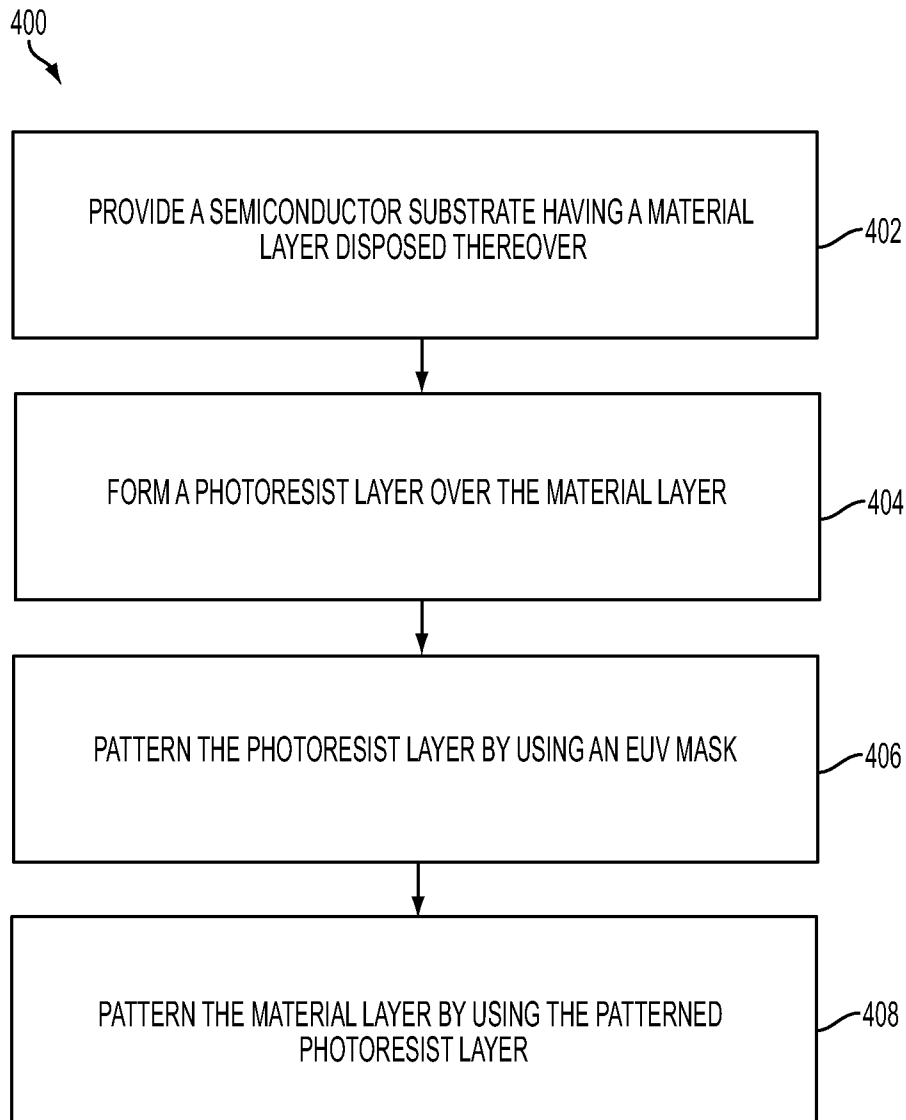 400
PROVIDE A SEMICONDUCTOR SUBSTRATE HAVING A MATERIAL
LAYER DISPOSED THEREOVER
402
FORM A PHOTORESIST LAYER OVER THE MATERIAL LAYER
404
PATTERN THE PHOTORESIST LAYER BY USING AN EUV MASK
406
PATTERN THE MATERIAL LAYER BY USING THE PATTERNED
PHOTORESIST LAYER
408